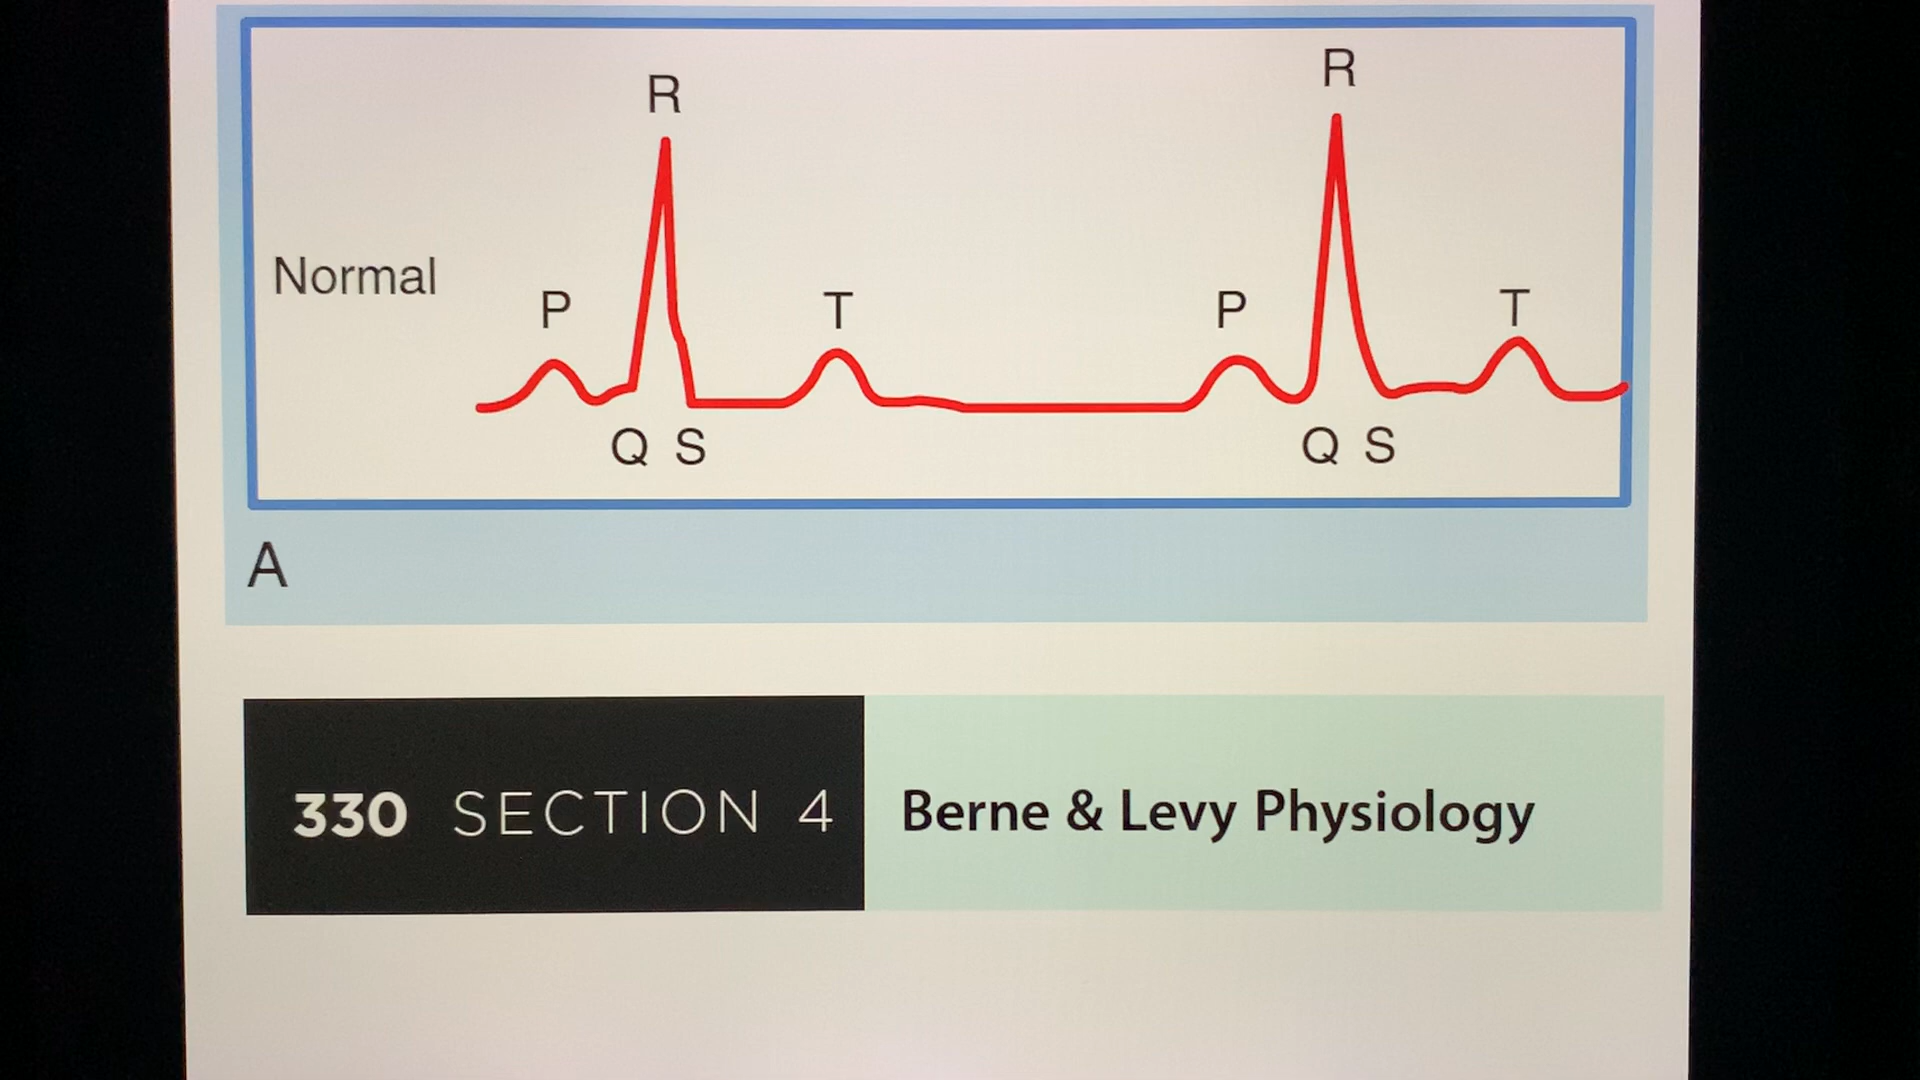 R R
Normal P T P T
Q S Q S
A
330 SECTION 4 Berne & Levy Physiology